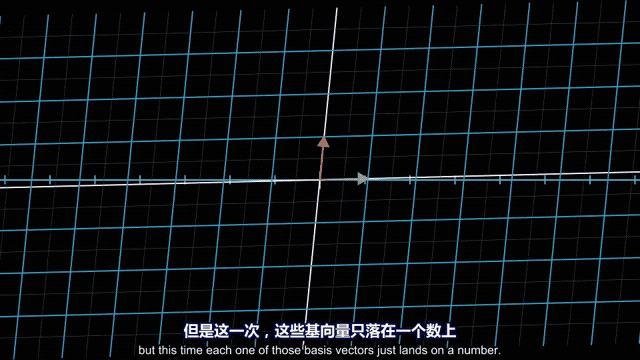 但是这一次，这些基向量只落在一个数上
but this time each one of those basis vectors just lands on a number.